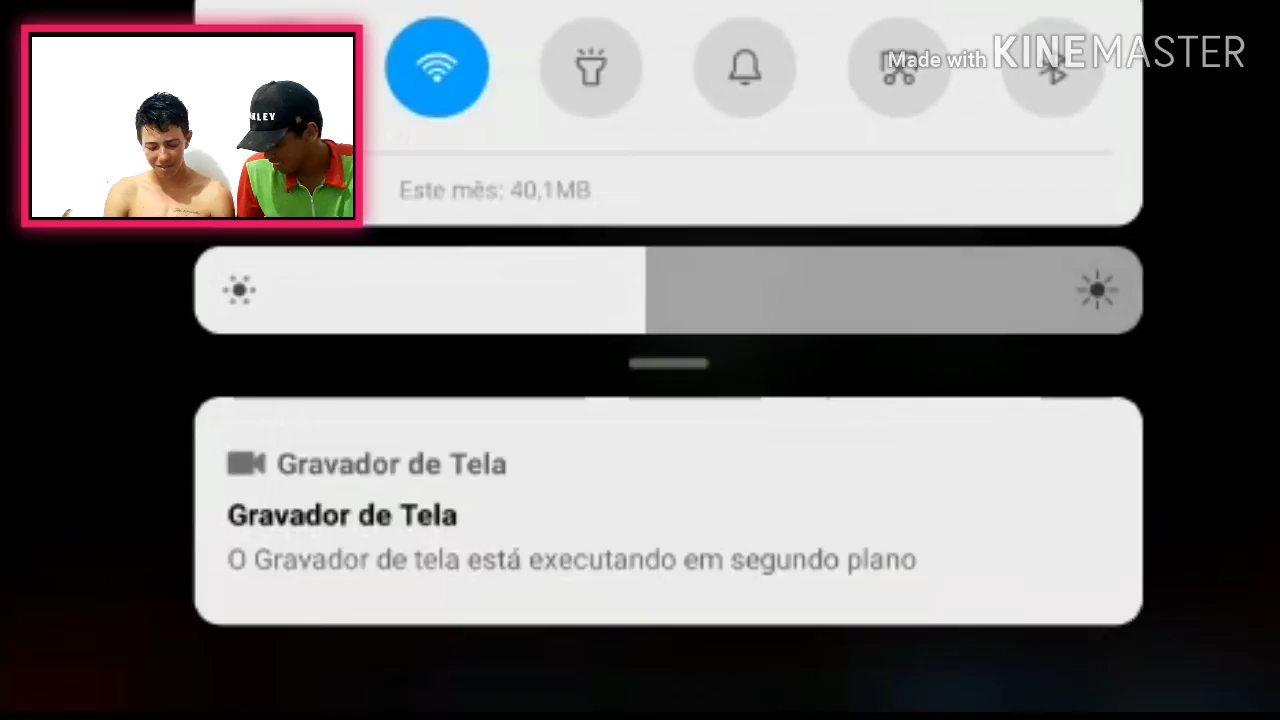 Made with KINEMASTER
KLEY
Este mês: 40,1MB
Gravador de Tela
Gravador de Tela
O Gravador de tela está executando em segundo plano